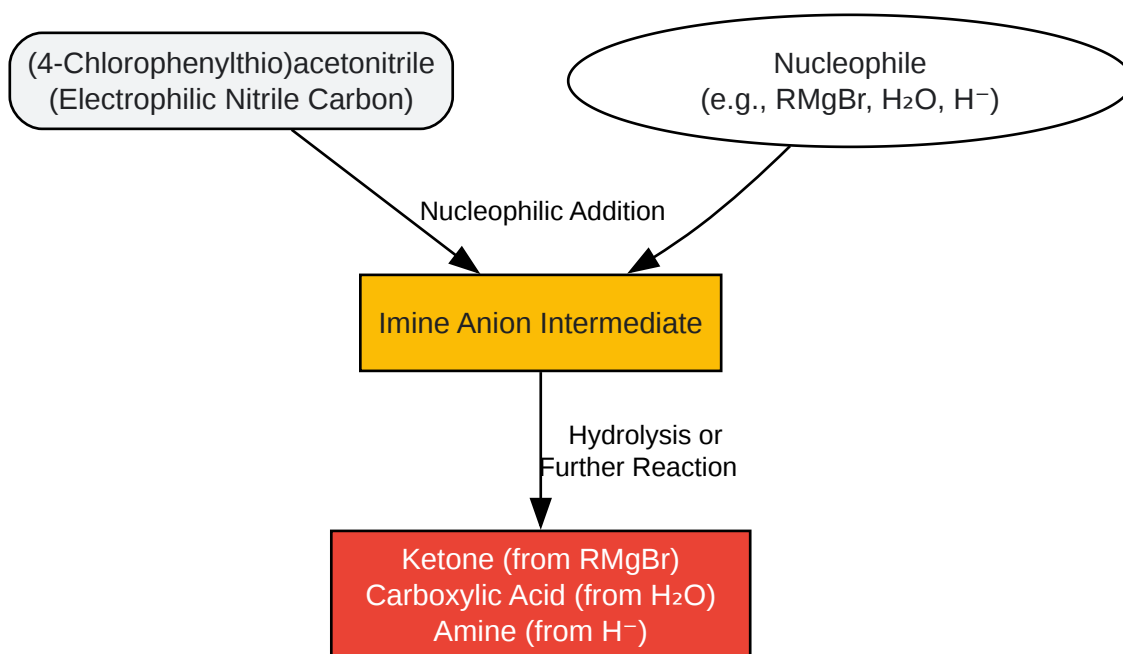 (4-Chlorophenylthio)acetonitrile
(Electrophilic Nitrile Carbon)
Nucleophile
(e.g., RMgBr, H₂O, H⁻)
Nucleophilic Addition
Imine Anion Intermediate
Hydrolysis or
Further Reaction
Ketone (from RMgBr)
Carboxylic Acid (from H₂O)
Amine (from H⁻)